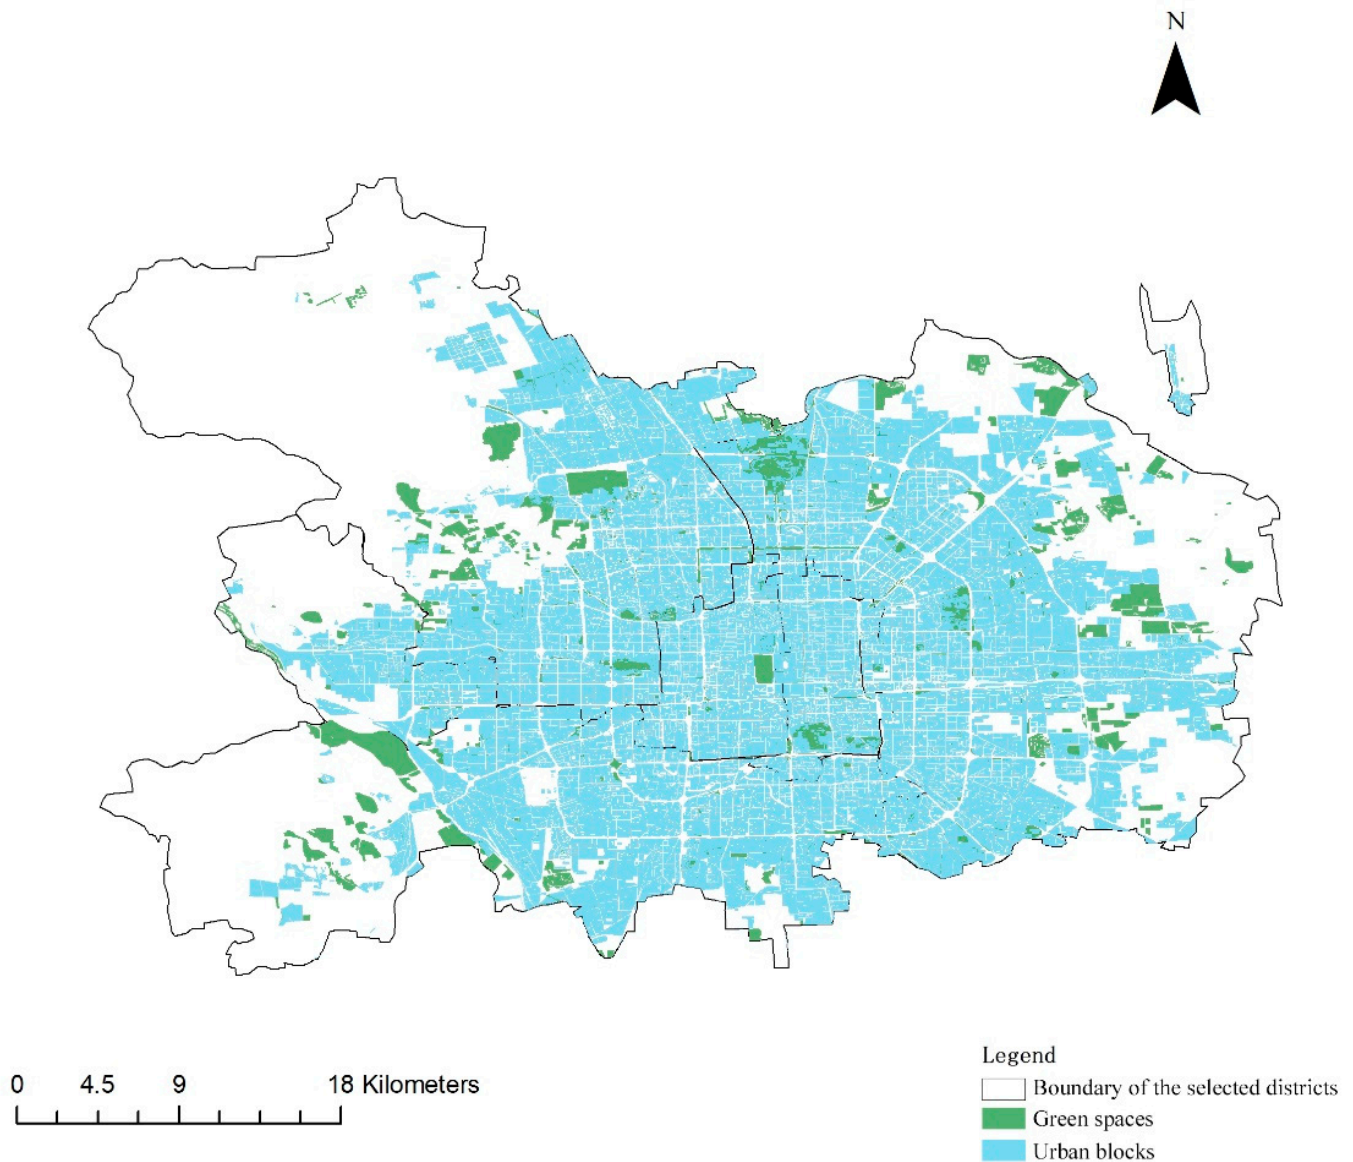 N
0 4.5 9 18 Kilometers
Legend
Boundary of the selected districts
Green spaces
Urban blocks